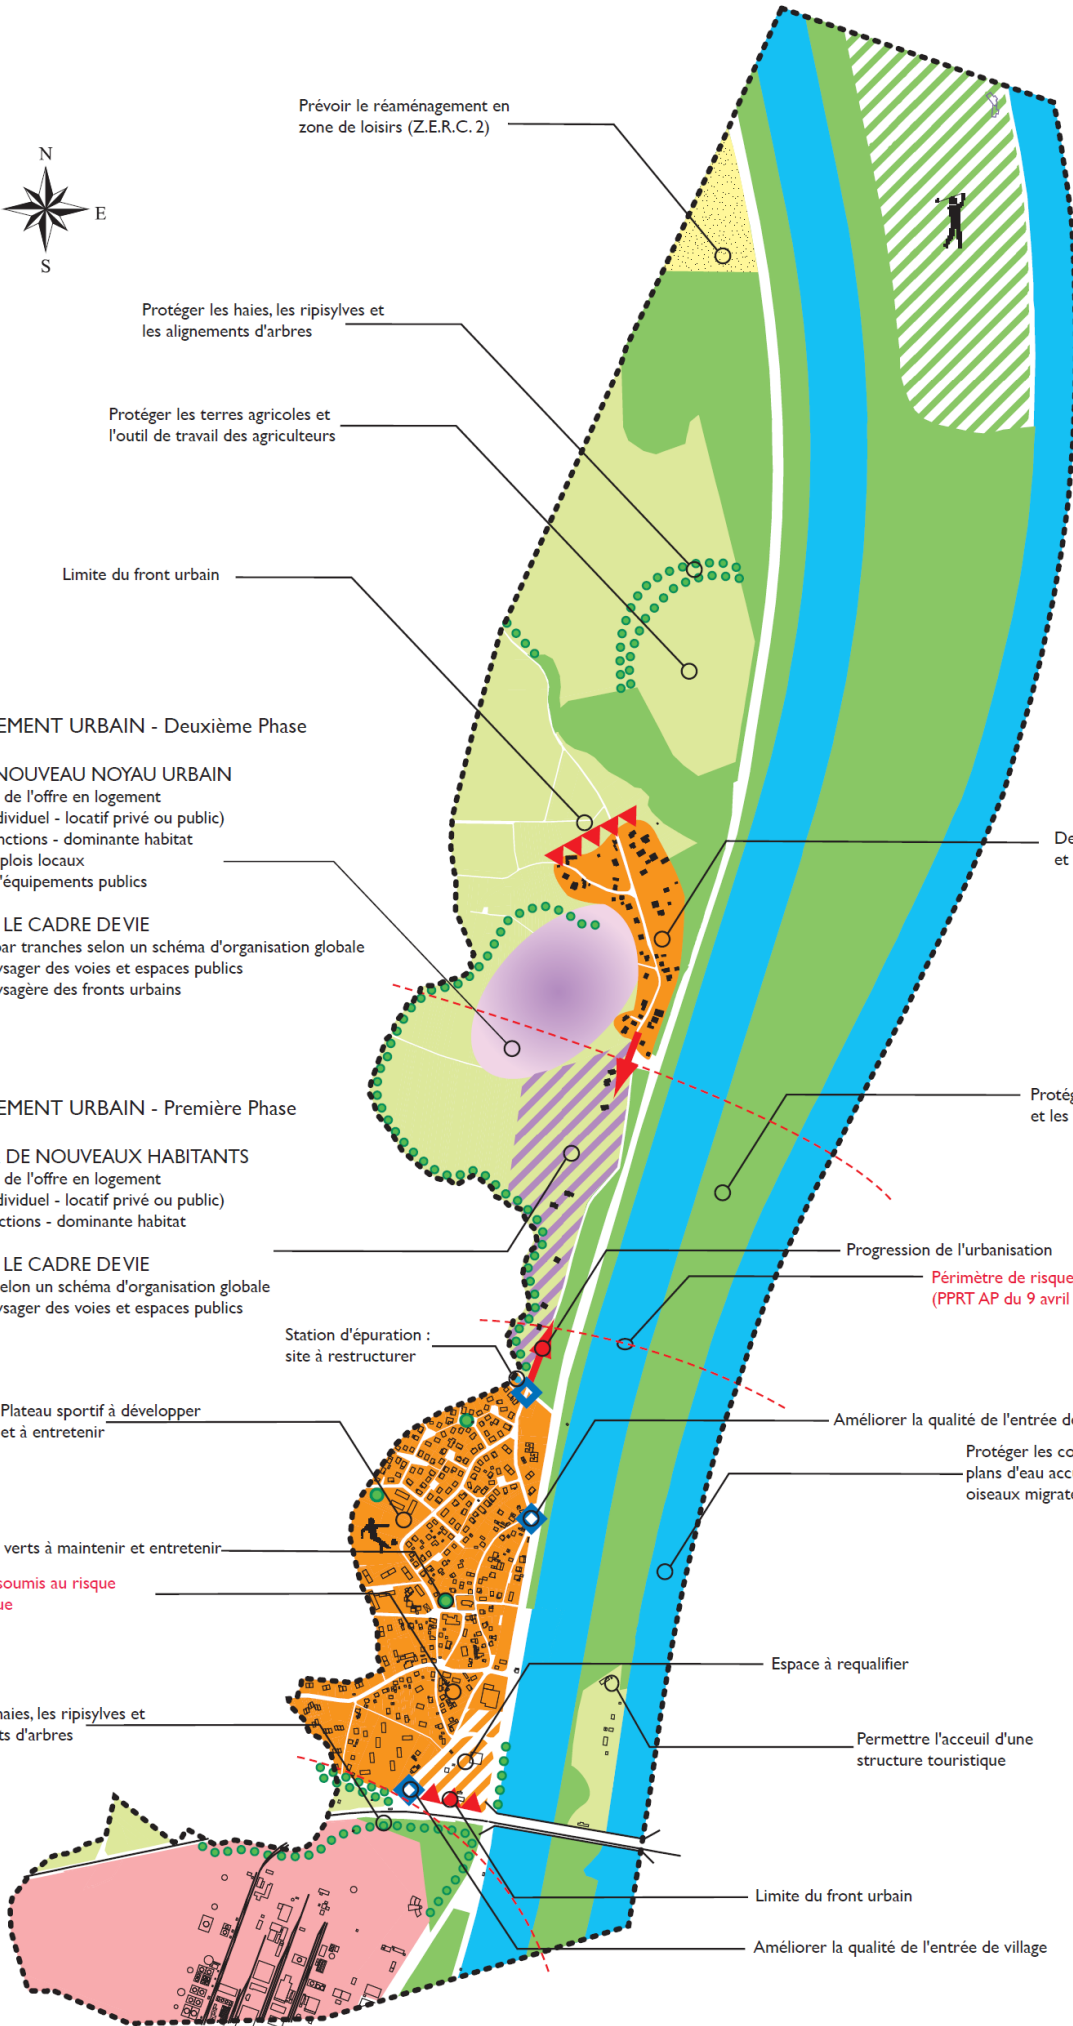 Prévoir le réaménagement en
zone de loisirs (Z.E.R.C. 2)
N
E
S
Protéger les haies, les ripisylves et
les alignements d'arbres
Protéger les terres agricoles et
l'outil de travail des agriculteurs
Limite du front urbain
EMENT URBAIN - Deuxième Phase
NOUVEAU NOYAU URBAIN
de l'offre en logement
dividuel - locatif privé ou public)
nctions - dominante habitat
plois locaux
'équipements publics
De
et
LE CADRE DE VIE
par tranches selon un schéma d'organisation globale
ysager des voies et espaces publics
ysagère des fronts urbains
EMENT URBAIN - Première Phase
Protég
et les
DE NOUVEAUX HABITANTS
de l'offre en logement
dividuel - locatif privé ou public)
ctions - dominante habitat
LE CADRE DE VIE
selon un schéma d'organisation globale
ysager des voies et espaces publics
Progression de l'urbanisation
Périmètre de risque
(PPRT AP du 9 avril
Station d'épuration :
site à restructurer
Plateau sportif à développer
et à entretenir
Améliorer la qualité de l'entrée de
Protéger les co
plans d'eau accu
oiseaux migrate
verts à maintenir et entretenir
soumis au risque
ue
Espace à requalifier
haies, les ripisylves et
ts d'arbres
Permettre l'acceuil d'une
structure touristique
Limite du front urbain
Améliorer la qualité de l'entrée de village